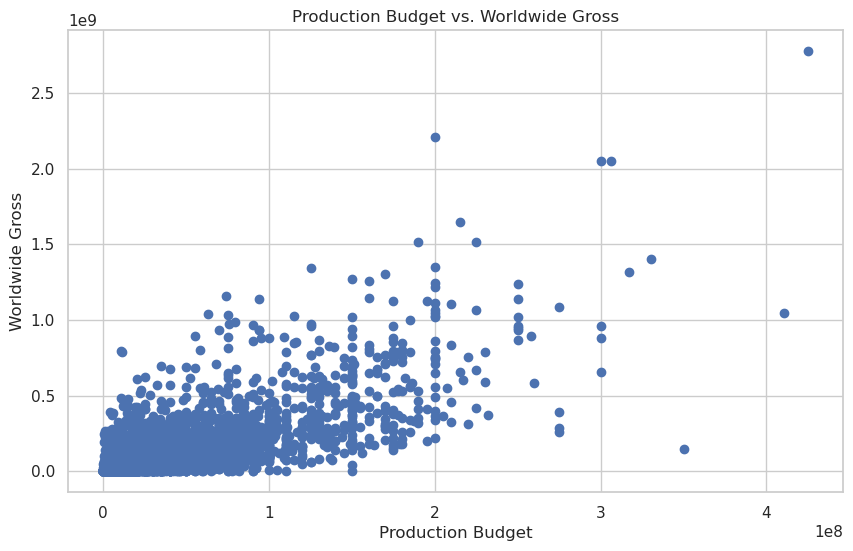 Production Budget vs. Worldwide Gross
1e9
2.5
2.0
1.5
1.0
0.5
0.0
Worldwide Gross
0 1 2 3 4
1e8
Production Budget